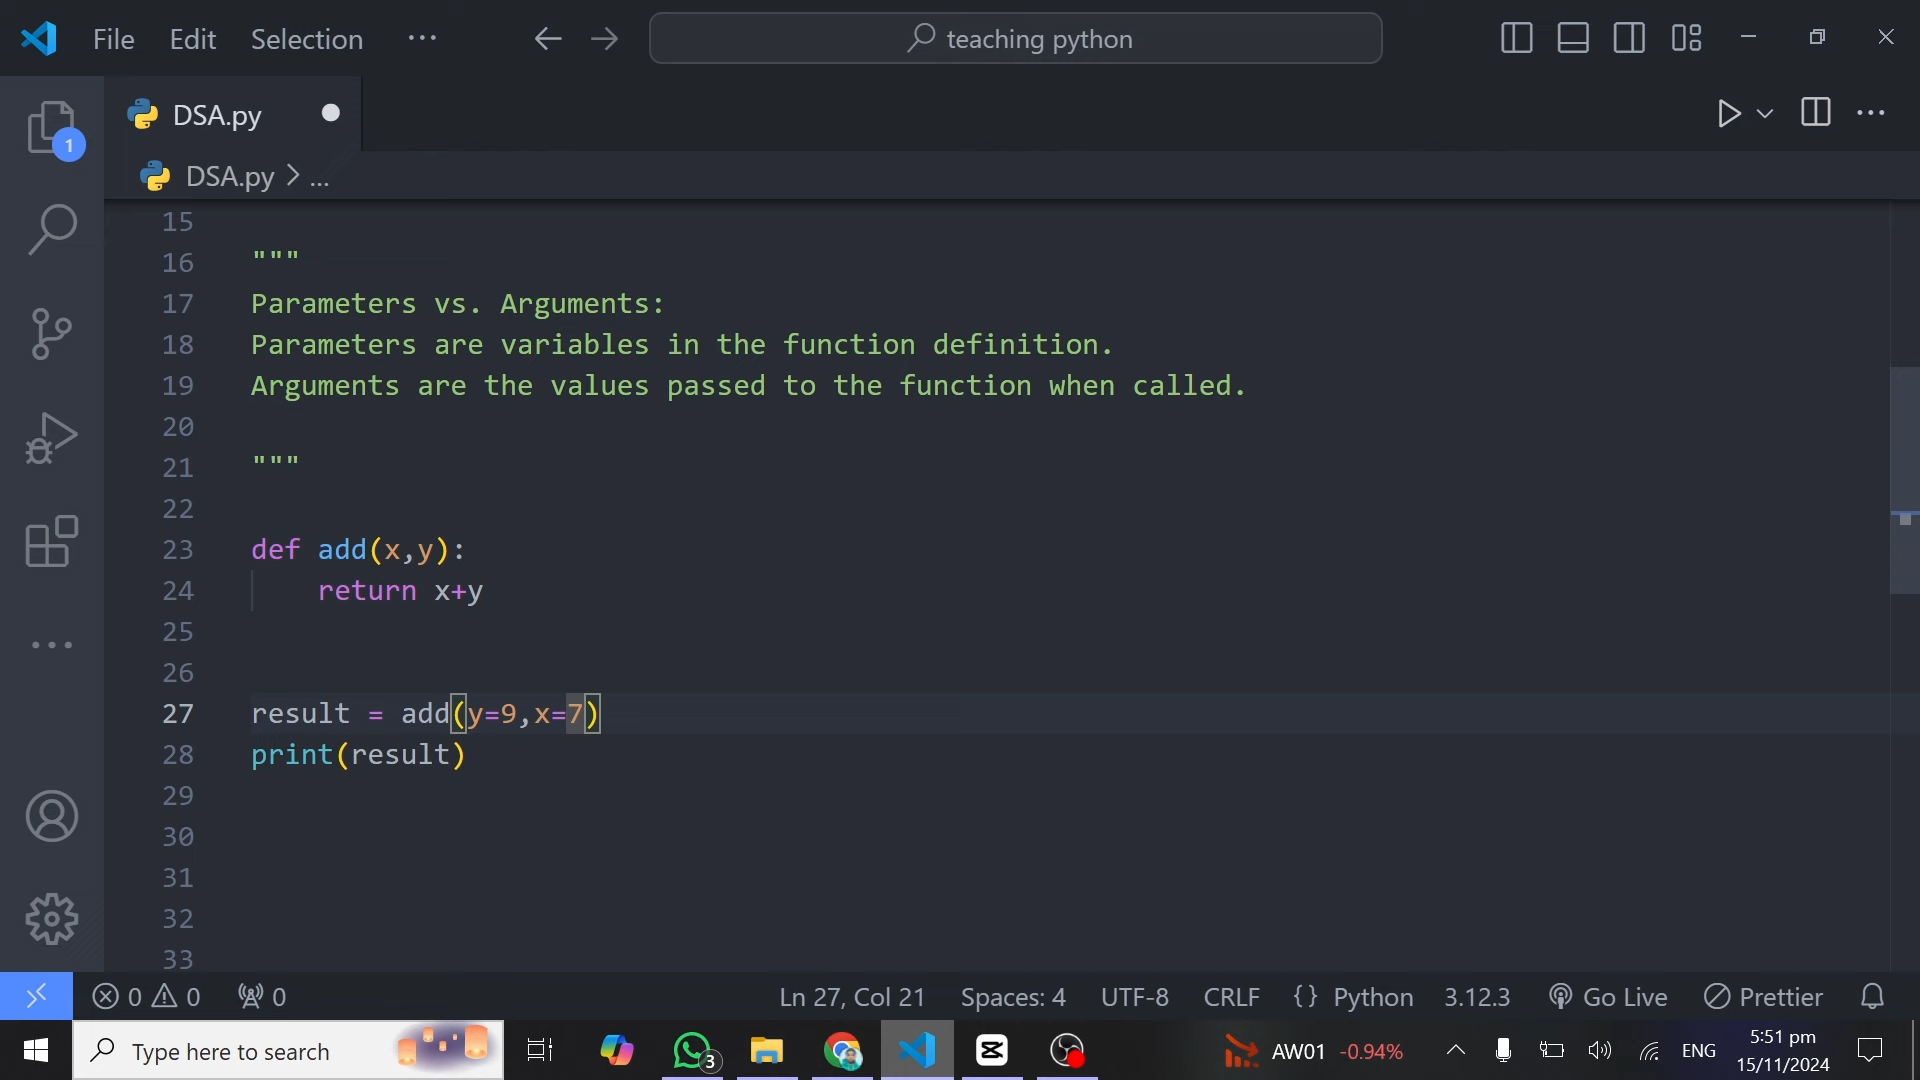 File Edit Selection ··· teaching python
DSA.py
1
DSA.py > ...
15
16 """
17 Parameters vs. Arguments:
18 Parameters are variables in the function definition.
19 Arguments are the values passed to the function when called.
20
21 """
22
23 def add(x,y):
24 return x+y
25
26
27 result = add(y=9,x=7)
28 print(result)
29
30
31
32
33
0 0 0 Ln 27, Col 21 Spaces: 4 UTF-8 CRLF {} Python 3.12.3 Go Live Prettier
Type here to search 3 AW01 -0.94% ENG 5:51 pm
15/11/2024